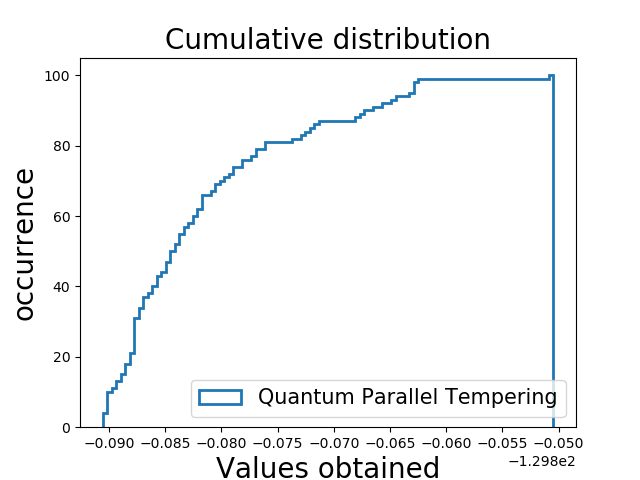 Cumulative distribution
occurrence
100
80
60
40
20
0
Quantum Parallel Tempering
−0.090 −0.085 −0.080 −0.075 −0.070 −0.065 −0.060 −0.055 −0.050
−1.298e2
Values obtained